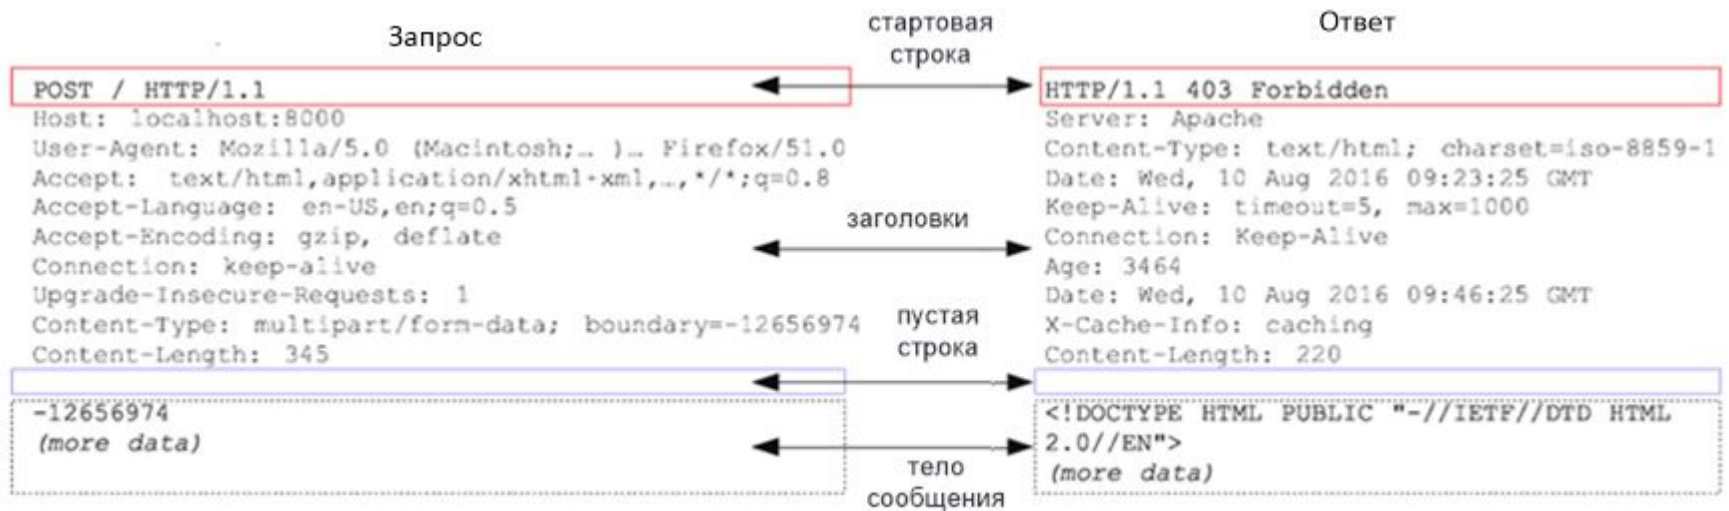 Запрос
POST / HTTP/1.1
Host: localhost:8000
User-Agent: Mozilla/5.0 (Macintosh;… )… Firefox/51.0
Accept: text/html,application/xhtml+xml,…,*/*;q=0.8
Accept-Language: en-US,en;q=0.5
Accept-Encoding: gzip, deflate
Connection: keep-alive
Upgrade-Insecure-Requests: 1
Content-Type: multipart/form-data; boundary=-12656974
Content-Length: 345
-12656974
(more data)
стартовая
строка
заголовки
пустая
строка
тело
сообщения
Ответ
HTTP/1.1 403 Forbidden
Server: Apache
Content-Type: text/html; charset=iso-8859-1
Date: Wed, 10 Aug 2016 09:23:25 GMT
Keep-Alive: timeout=5, max=1000
Connection: Keep-Alive
Age: 3464
Date: Wed, 10 Aug 2016 09:46:25 GMT
X-Cache-Info: caching
Content-Length: 220
<!DOCTYPE HTML PUBLIC "-//IETF//DTD HTML
2.0//EN">
(more data)